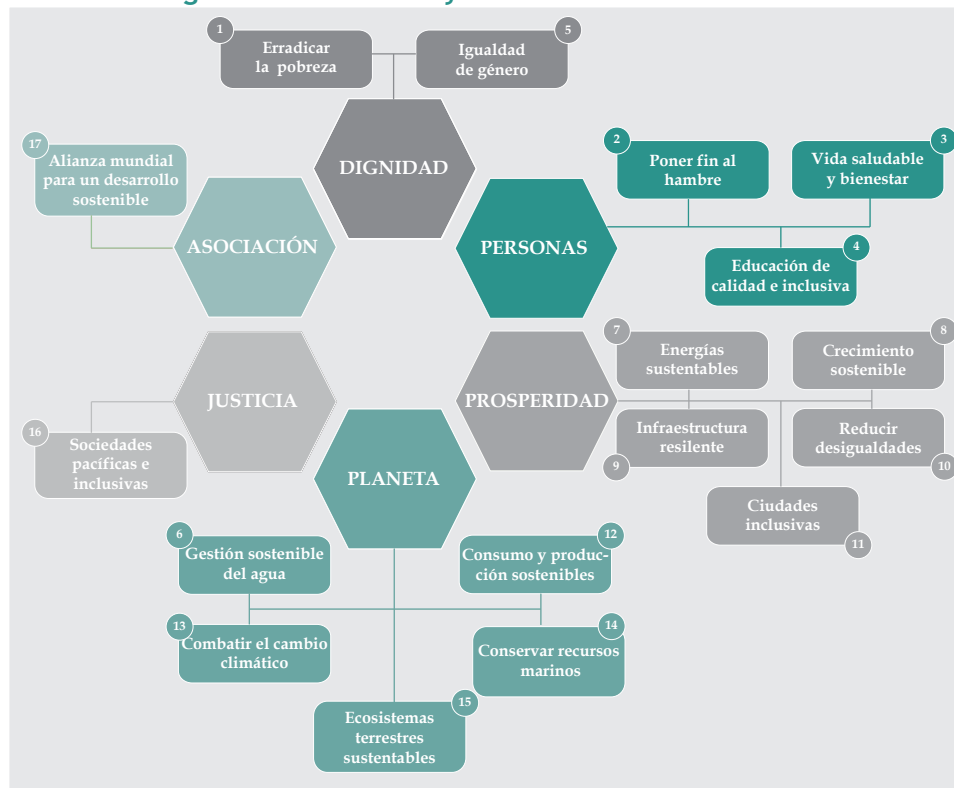 1
Erradicar
la pobreza
5
Igualdad
de género
DIGNIDAD
17
Alianza mundial
para un desarrollo
sostenible
ASOCIACIÓN
2
Poner fin al
hambre
3
Vida saludable
y bienestar
PERSONAS
4
Educación de
calidad e inclusiva
7
Energías
sustentables
8
Crecimiento
sostenible
JUSTICIA
PROSPERIDAD
16
Sociedades
pacíficas e
inclusivas
Infraestructura
resilente
9
Reducir
desigualdades
10
PLANETA
Ciudades
inclusivas
11
6
Gestión sostenible
del agua
12
Consumo y produc-
ción sostenibles
13
Combatir el cambio
climático
14
Conservar recursos
marinos
15
Ecosistemas
terrestres
sustentables